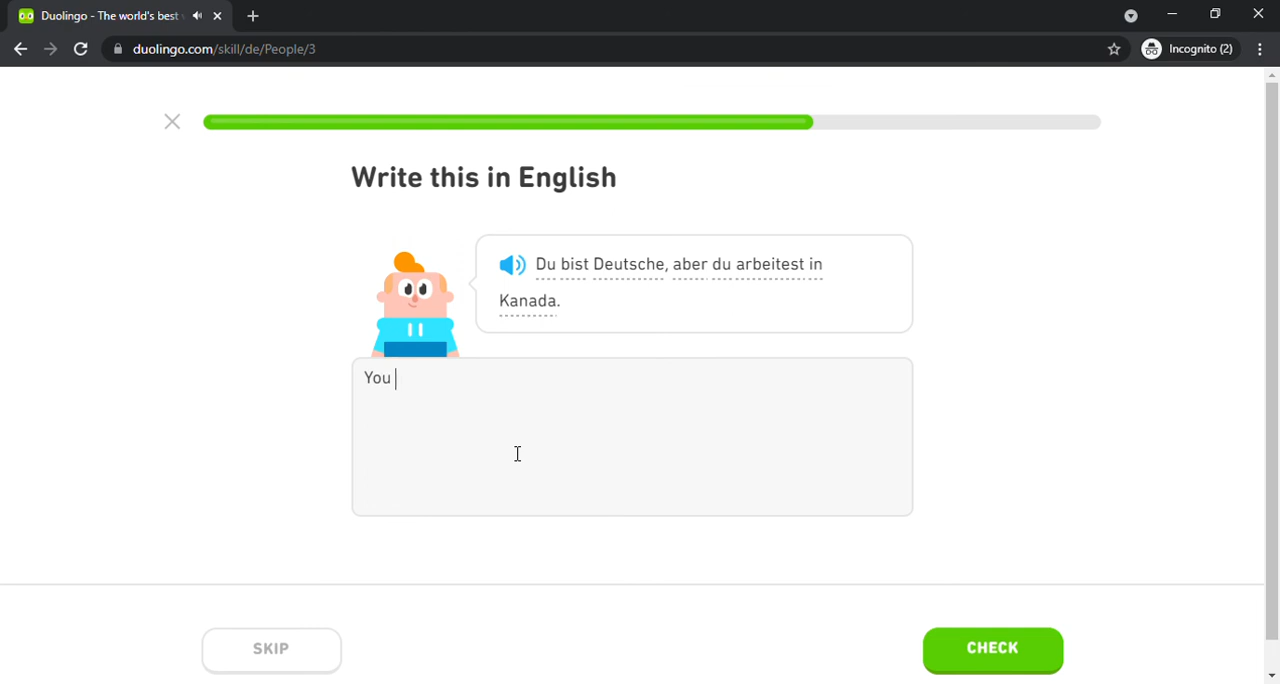 Duolingo - The world's best
duolingo.com/skill/de/People/3
Incognito (2)
Write this in English
Du bist Deutsche, aber du arbeitest in
Kanada.
You
SKIP
CHECK